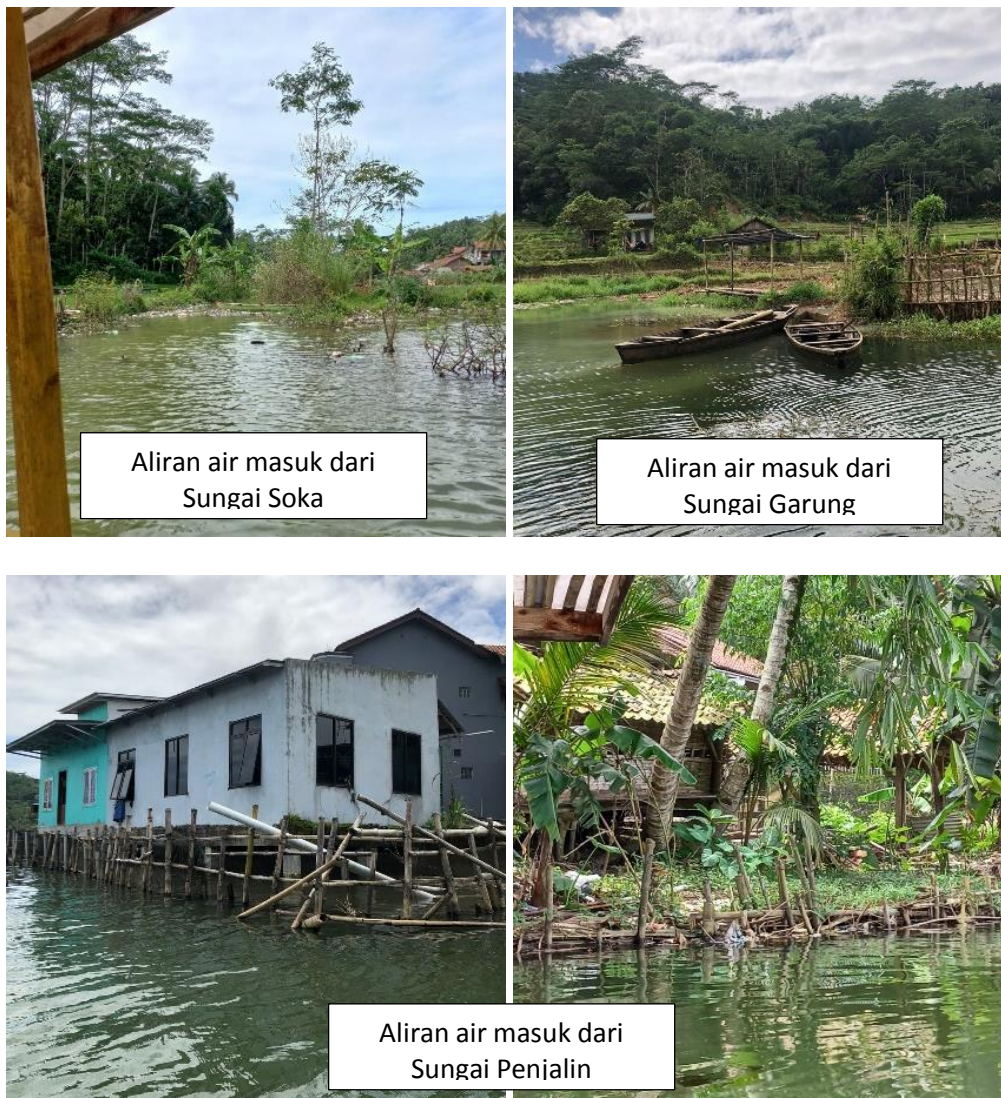 Aliran air masuk dari
Sungai Soka
Aliran air masuk dari
Sungai Garung
Aliran air masuk dari
Sungai Penjalin